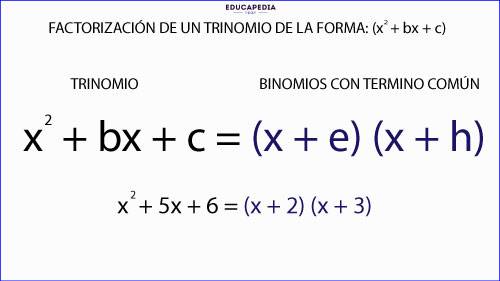 EDUCAPEDIA
FACTORIZACIÓN DE UN TRINOMIO DE LA FORMA: (x² + bx + c)
TRINOMIO BINOMIOS CON TERMINO COMÚN
x² + bx + c = (x + e) (x + h)
x² + 5x + 6 = (x + 2) (x + 3)